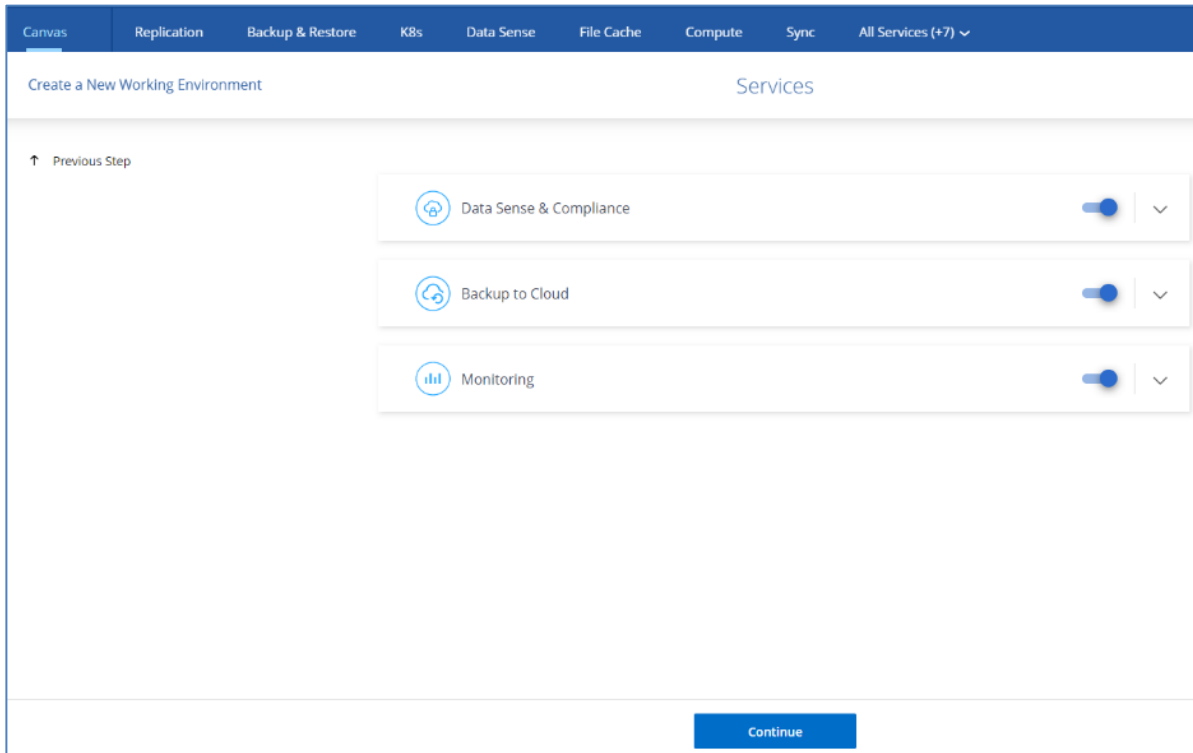 Canvas Replication Backup & Restore K8s Data Sense File Cache Compute Sync All Services (+7)
Create a New Working Environment Services
Previous Step
Data Sense & Compliance
Backup to Cloud
Monitoring
Continue